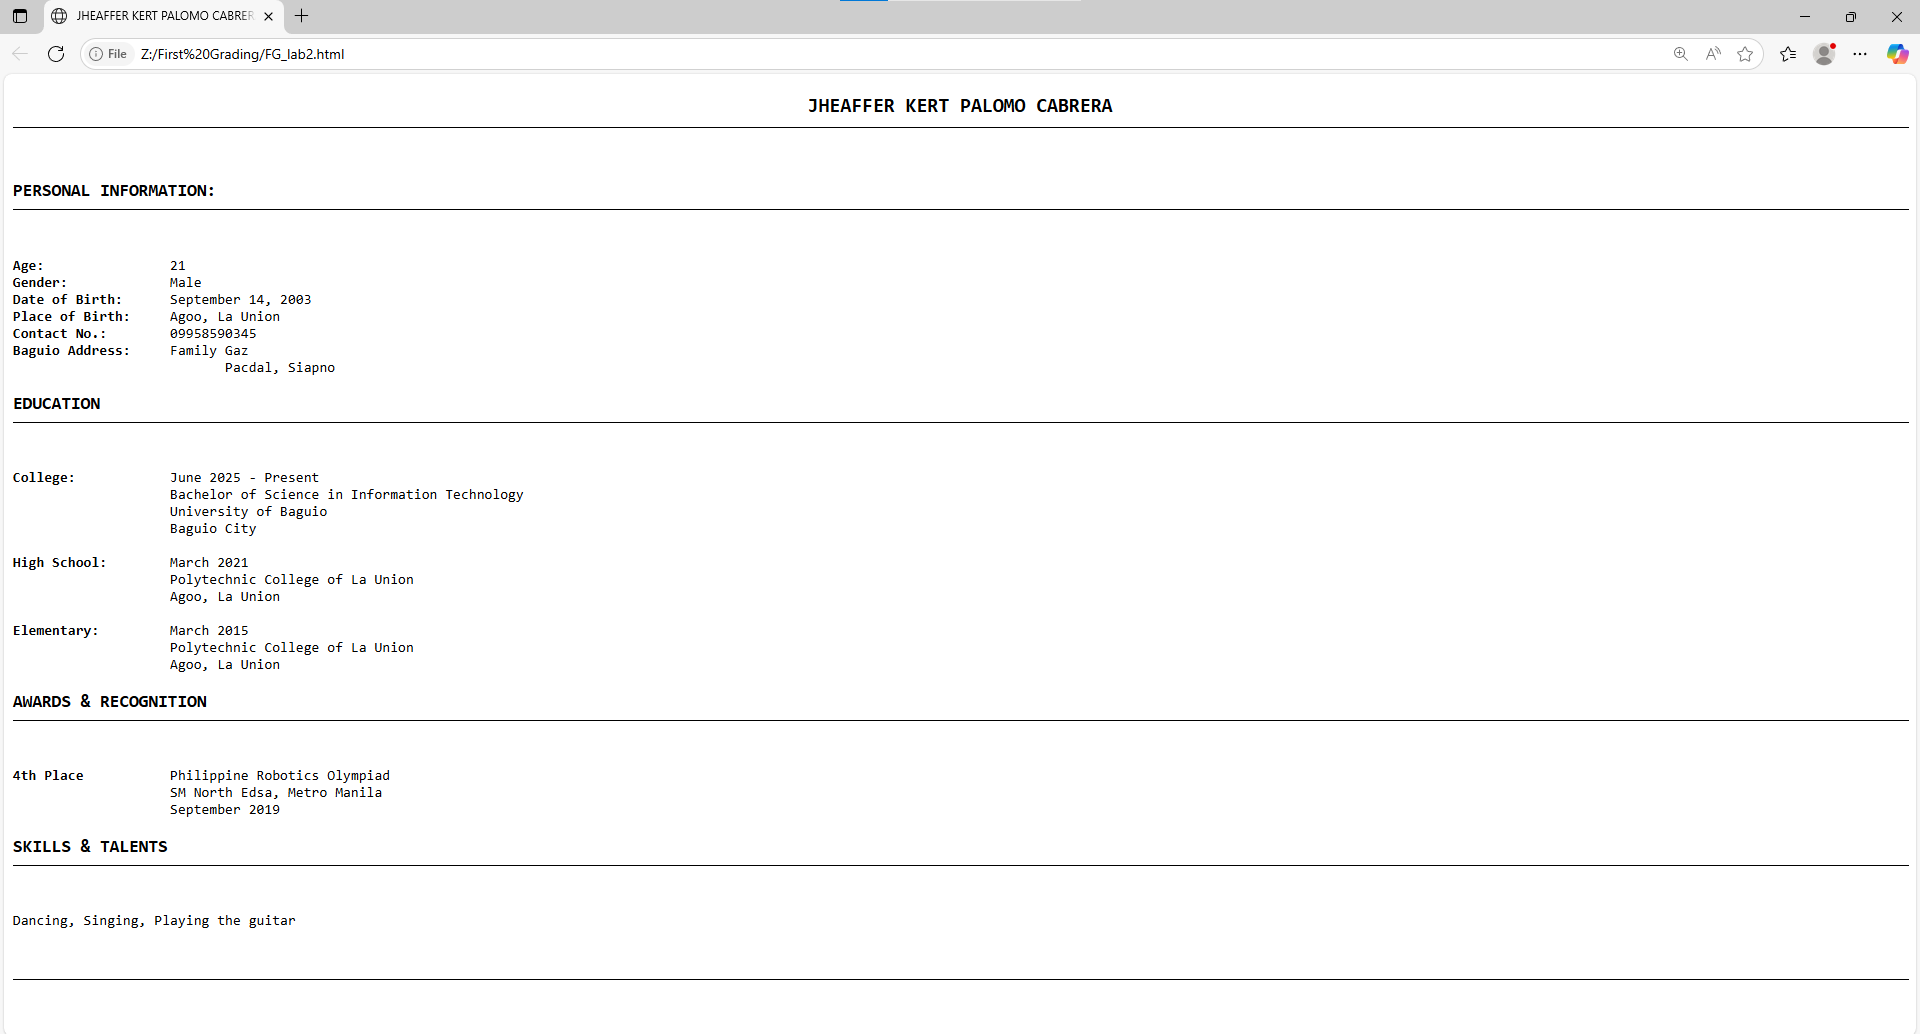 JHEAFFER KERT PALOMO CABRER
File Z:/First%20Grading/FG_lab2.html
JHEAFFER KERT PALOMO CABRERA
PERSONAL INFORMATION:
Age: 21
Gender: Male
Date of Birth: September 14, 2003
Place of Birth: Agoo, La Union
Contact No.: 09958590345
Baguio Address: Family Gaz
Pacdal, Siapno
EDUCATION
College: June 2025 - Present
Bachelor of Science in Information Technology
University of Baguio
Baguio City
High School: March 2021
Polytechnic College of La Union
Agoo, La Union
Elementary: March 2015
Polytechnic College of La Union
Agoo, La Union
AWARDS & RECOGNITION
4th Place Philippine Robotics Olympiad
SM North Edsa, Metro Manila
September 2019
SKILLS & TALENTS
Dancing, Singing, Playing the guitar